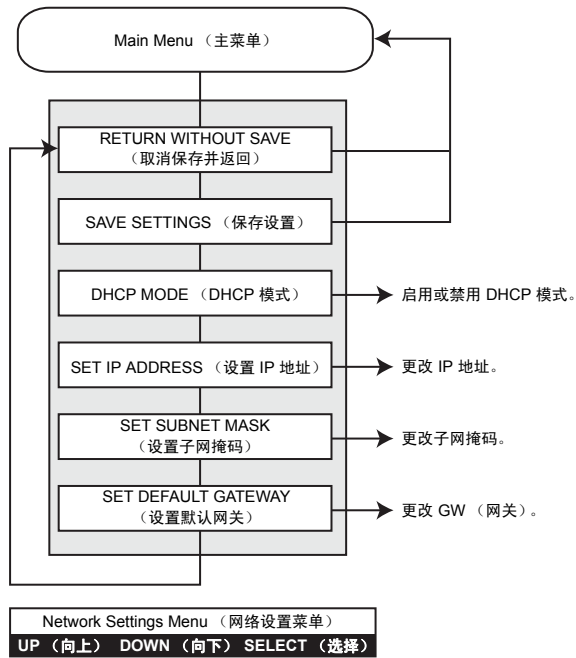 Main Menu （主菜单）
RETURN WITHOUT SAVE
（取消保存并返回）
SAVE SETTINGS （保存设置）
DHCP MODE （DHCP 模式）
启用或禁用 DHCP 模式。
SET IP ADDRESS （设置 IP 地址）
更改 IP 地址。
SET SUBNET MASK
（设置子网掩码）
更改子网掩码。
SET DEFAULT GATEWAY
（设置默认网关）
更改 GW （网关）。
Network Settings Menu （网络设置菜单）
UP （向上） DOWN （向下） SELECT （选择）